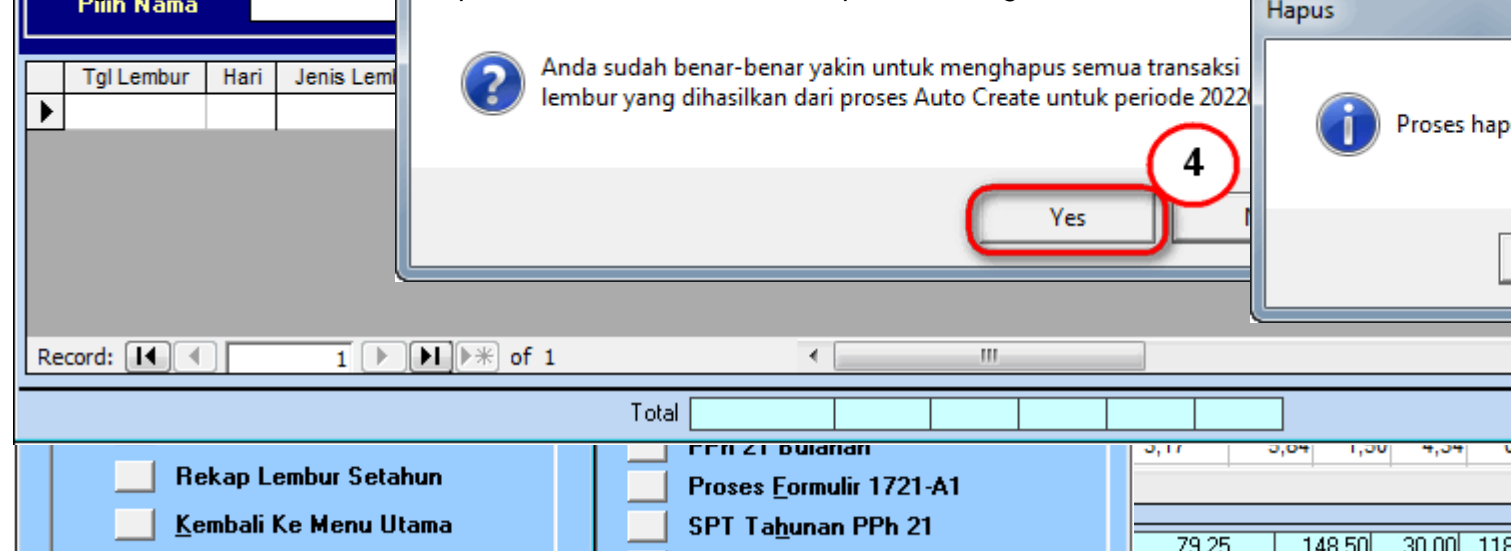 Pilih Nama
Hapus
Tgl Lembur Hari Jenis
Anda sudah benar-benar yakin untuk menghapus semua transaksi
lembur yang dihasilkan dari proses Auto Create untuk periode
Proses
4
Yes
Record: 1 of 1
Total
PPh 21 Bulanan
Rekap Lembur Setahun
Proses Formulir 1721-A1
Kembali Ke Menu Utama
SPT Tahunan PPh 21
79,25 148,50 30,00